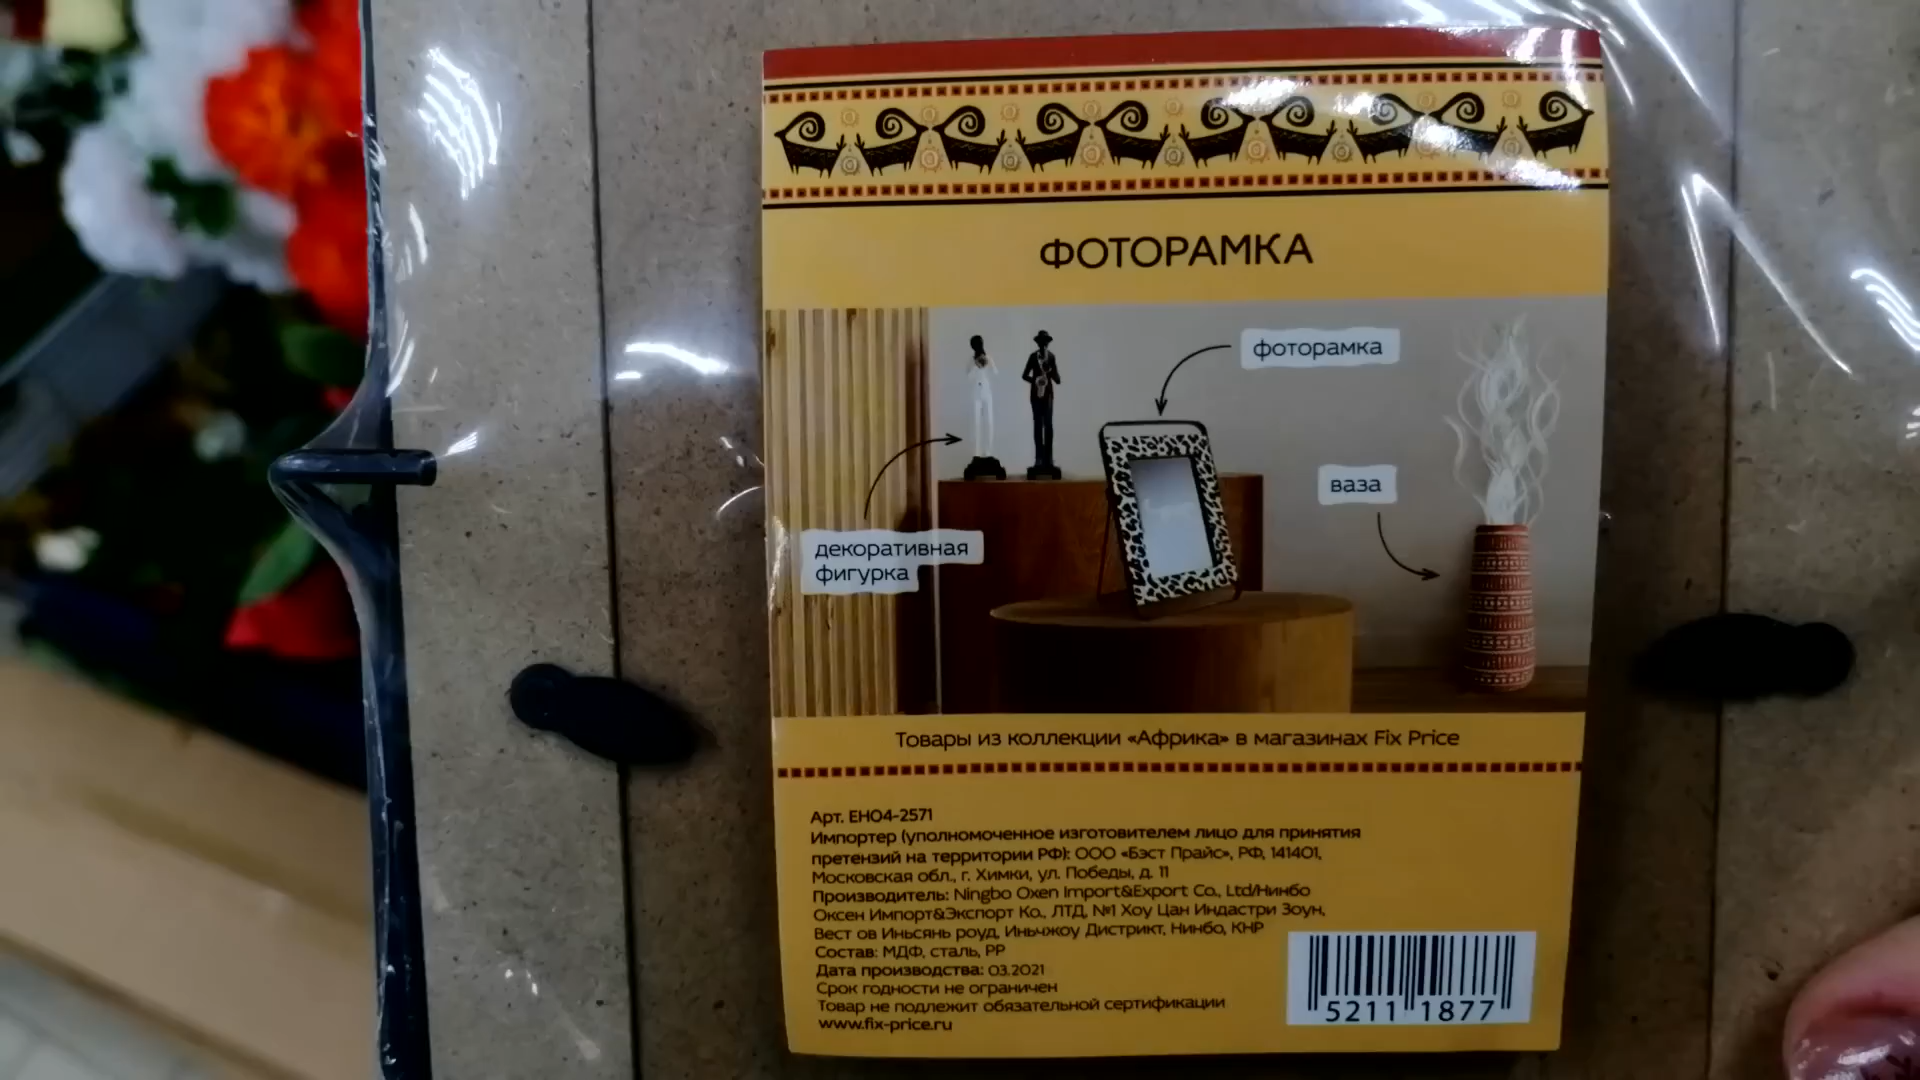 ФОТОРАМКА
фоторамка
ваза
декоративная
фигурка
Товары из коллекции «Африка» в магазинах Fix Price
Арт. EH04-2571
Импортер (уполномоченное изготовителем лицо для принятия
претензий на территории РФ): ООО «Бэст Прайс», РФ, 141401,
Московская обл., г. Химки, ул. Победы, д. 11
Производитель: Ningbo Oxen Import&Export Co., Ltd/Нинбо
Оксен Импорт&Экспорт Ко., ЛТД, №1 Хоу Цан Индастри Зоун,
Вест ов Иньсянь роуд, Иньчжоу Дистрикт, Нинбо, КНР
Состав: МДФ, сталь, PP
Дата производства: 03.2021
Срок годности не ограничен
Товар не подлежит обязательной сертификации
www.fix-price.ru
5211 1877